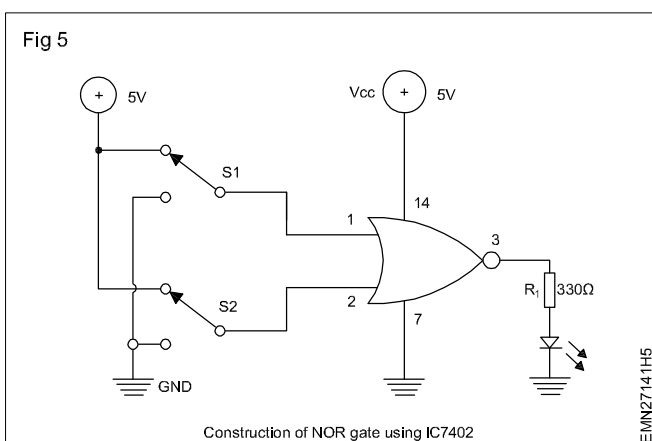 Fig 5
5V
Vcc
5V
S1
14
1
3
S2
2
7
R1
330Ω
GND
Construction of NOR gate using IC7402
EMN27141H5